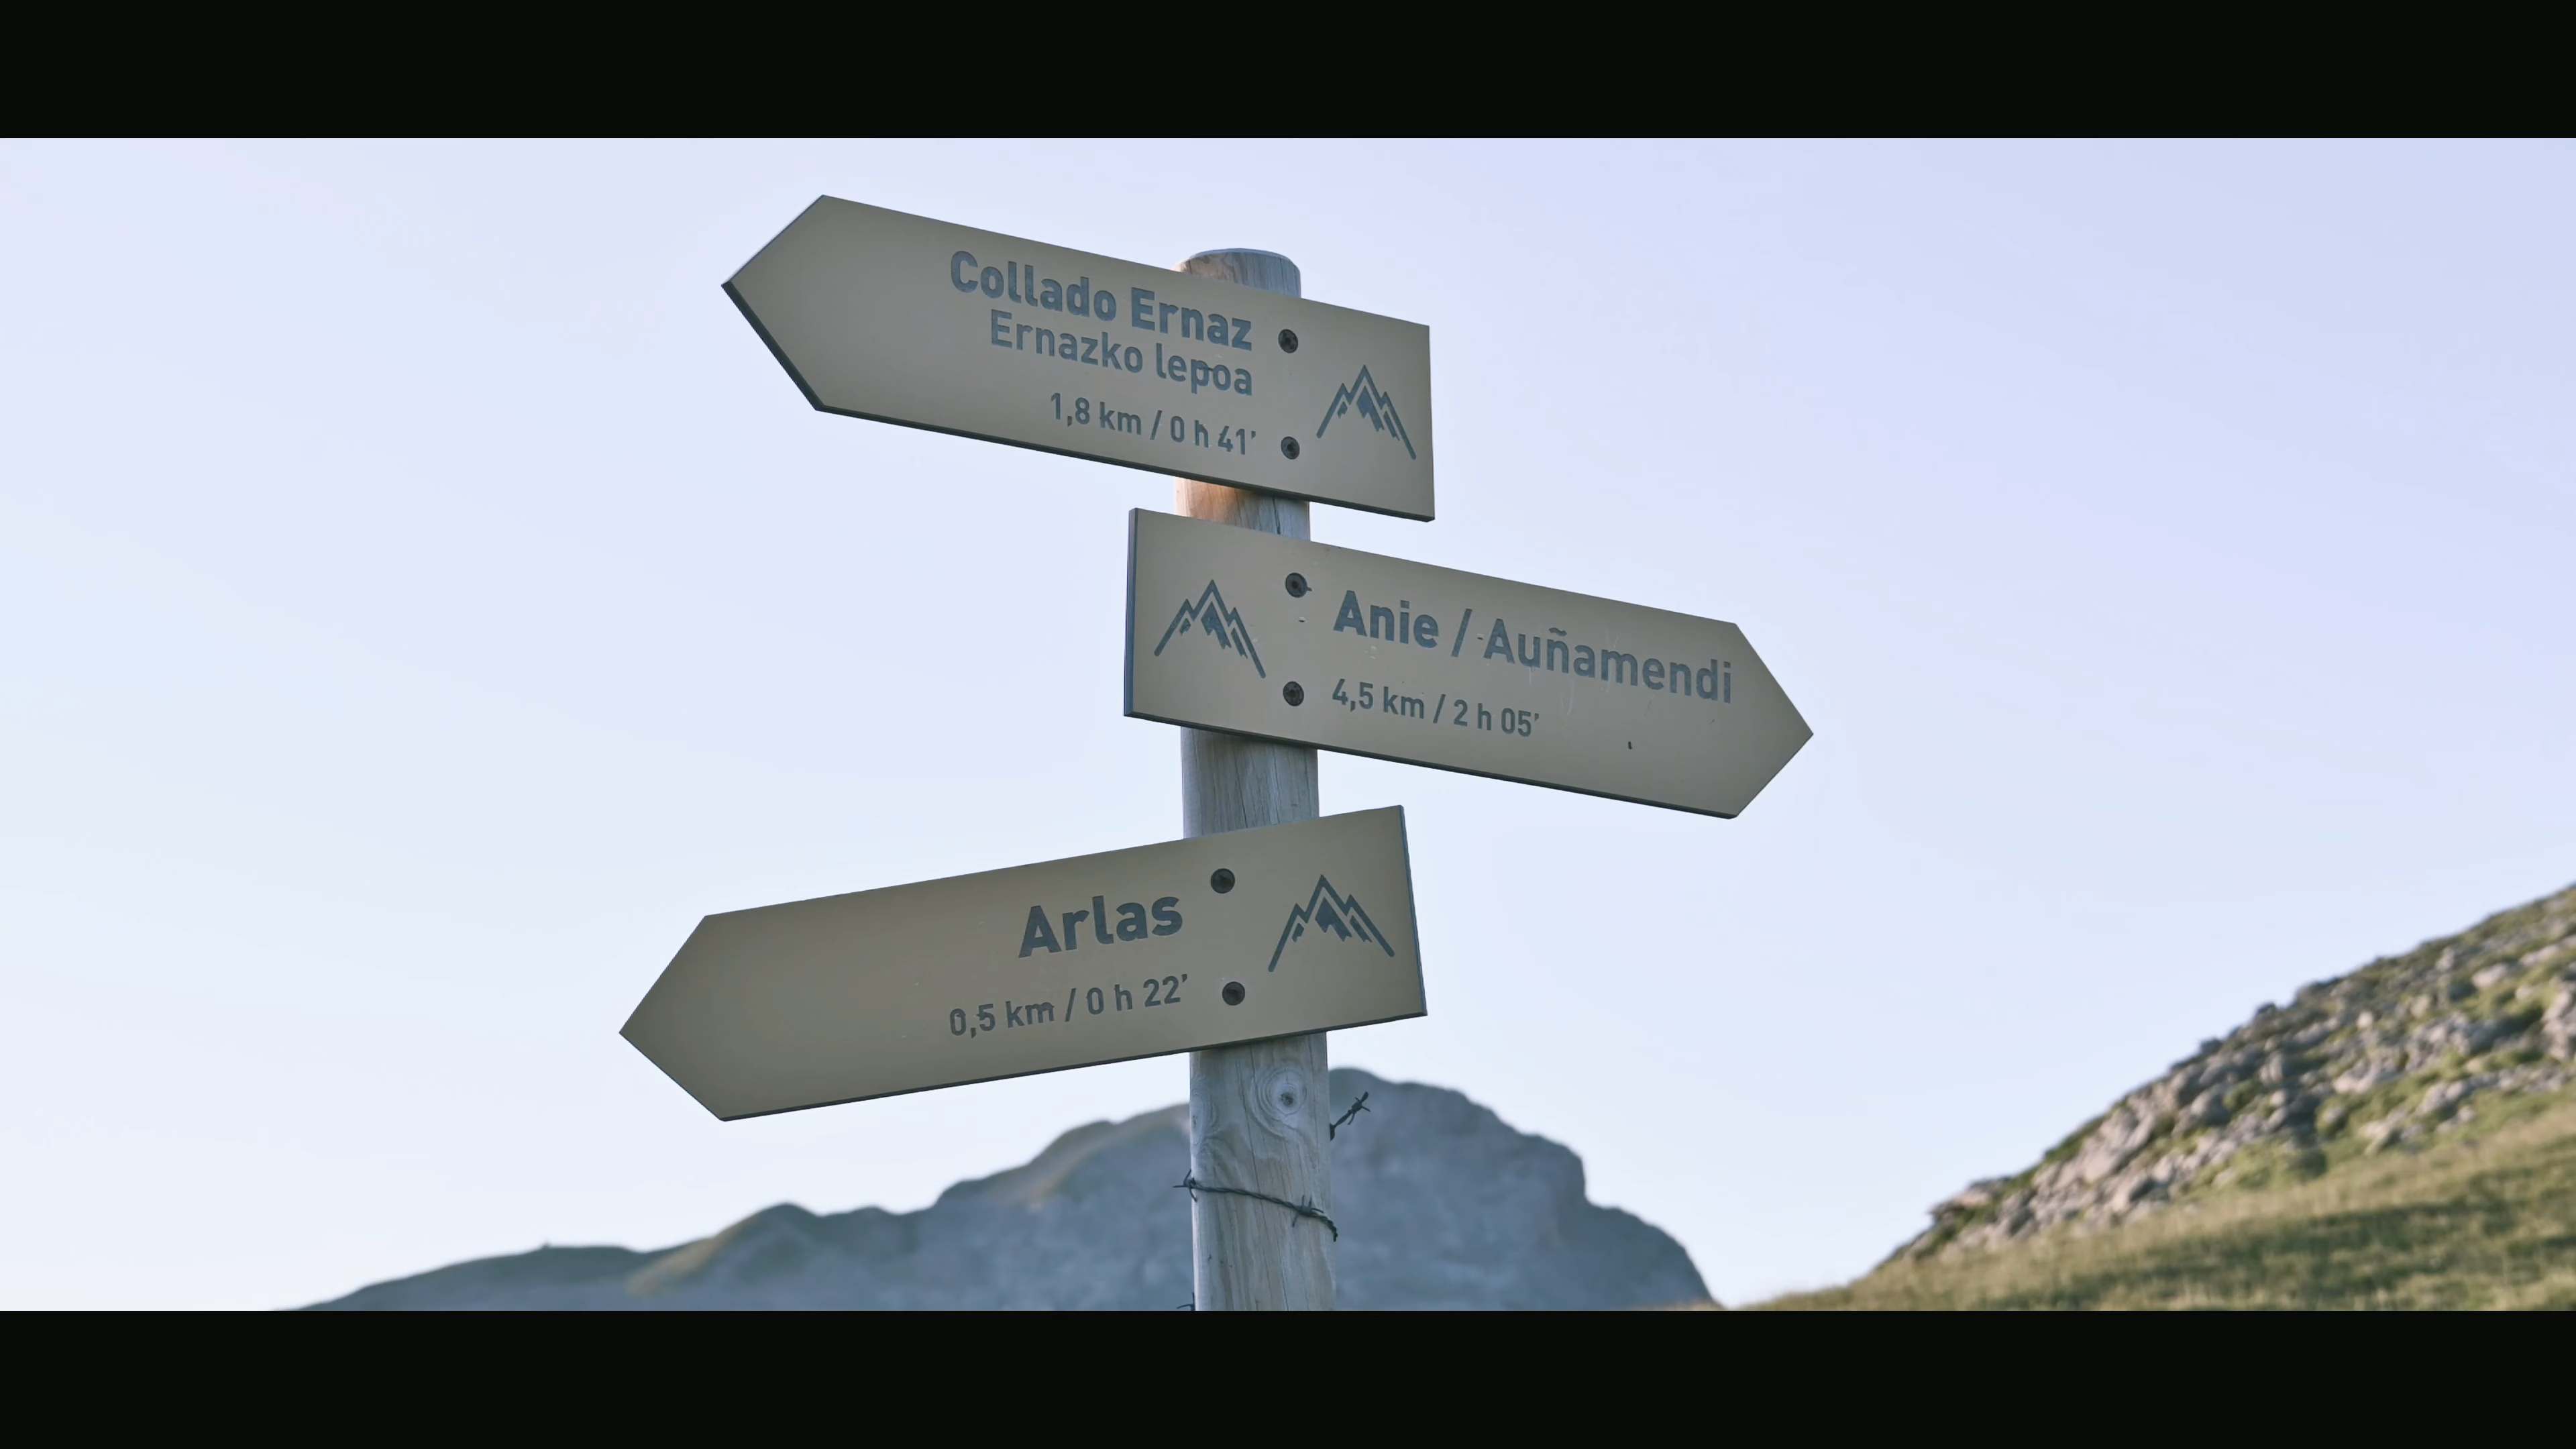 Collado Ernaz
Ernazko lepoa
1,8 km / 0 h 41'
Anie / Auñamendi
4,5 km / 2 h 05'
Arlas
0,5 km / 0 h 22'